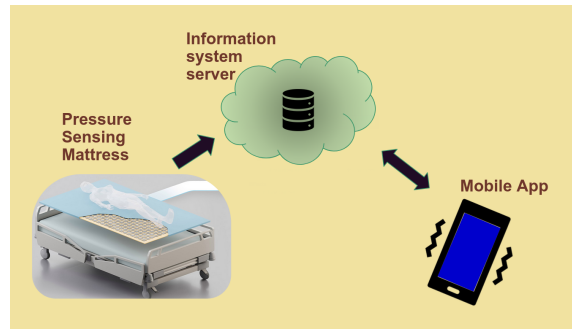 Information
system
server
Pressure
Sensing
Mattress
Mobile App